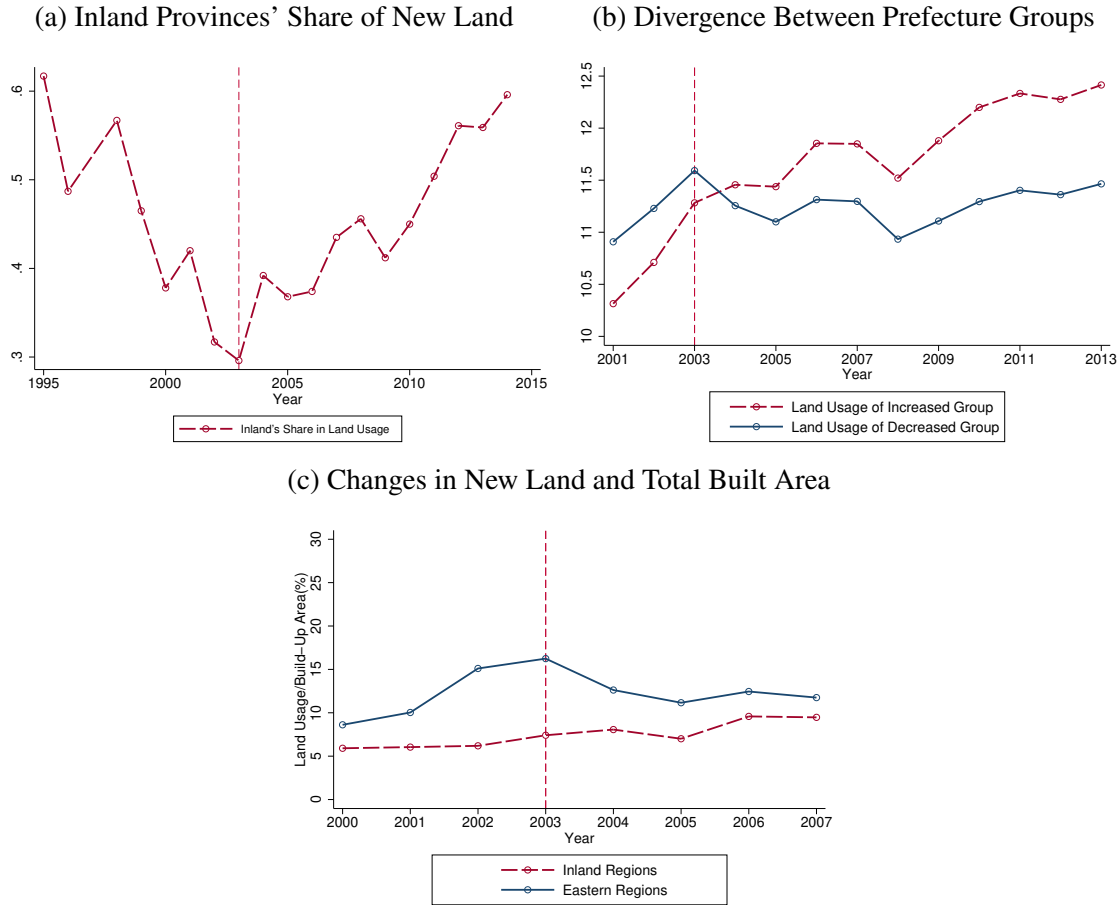 (a) Inland Provinces' Share of New Land
.6
.5
.4
.3
1995 2000 2005 2010 2015
Year
Inland's Share in Land Usage
(b) Divergence Between Prefecture Groups
12.5
12
11.5
11
10.5
10
2001 2003 2005 2007 2009 2011 2013
Year
Land Usage of Increased Group
Land Usage of Decreased Group
(c) Changes in New Land and Total Built Area
Land Usage/Build–Up Area(%)
30
25
20
15
10
5
0
2000 2001 2002 2003 2004 2005 2006 2007
Year
Inland Regions
Eastern Regions